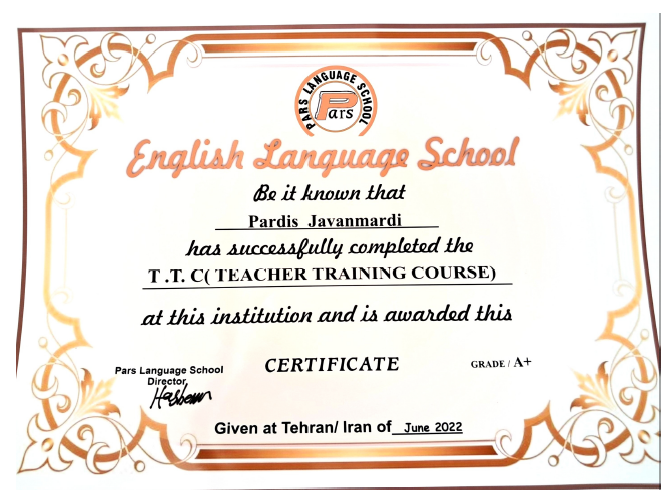 PARS LANGUAGE SCHOOL
Pars
English Language School
Be it known that
Pardis Javanmardi
has successfully completed the
T .T. C( TEACHER TRAINING COURSE)
at this institution and is awarded this
CERTIFICATE
GRADE / A+
Pars Language School
Director
Given at Tehran/ Iran of June 2022